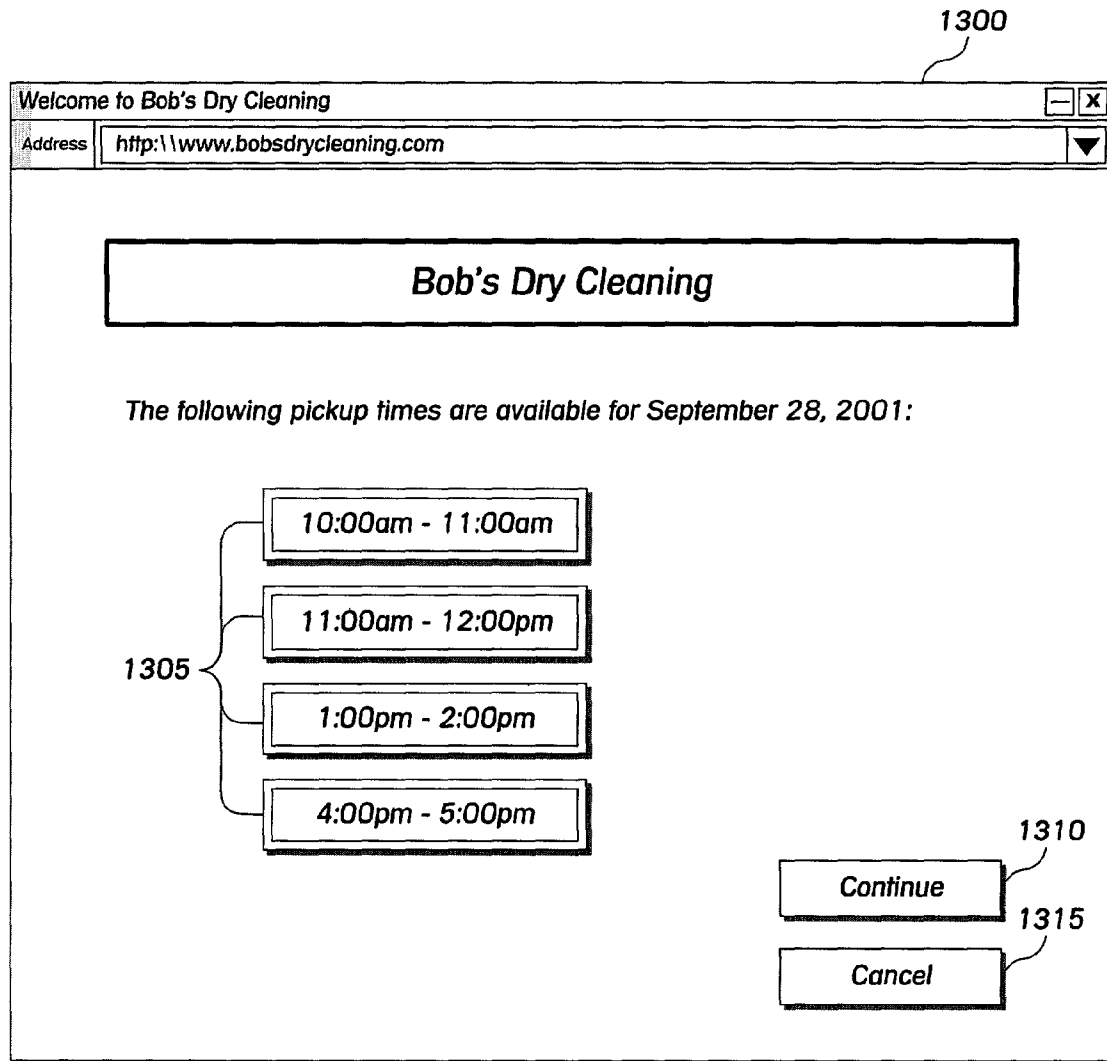 1300
Welcome to Bob's Dry Cleaning
— X
Address http:\\www.bobsdrycleaning.com
Bob's Dry Cleaning
The following pickup times are available for September 28, 2001:
10:00am - 11:00am
11:00am - 12:00pm
1305
1:00pm - 2:00pm
4:00pm - 5:00pm
1310
Continue
1315
Cancel